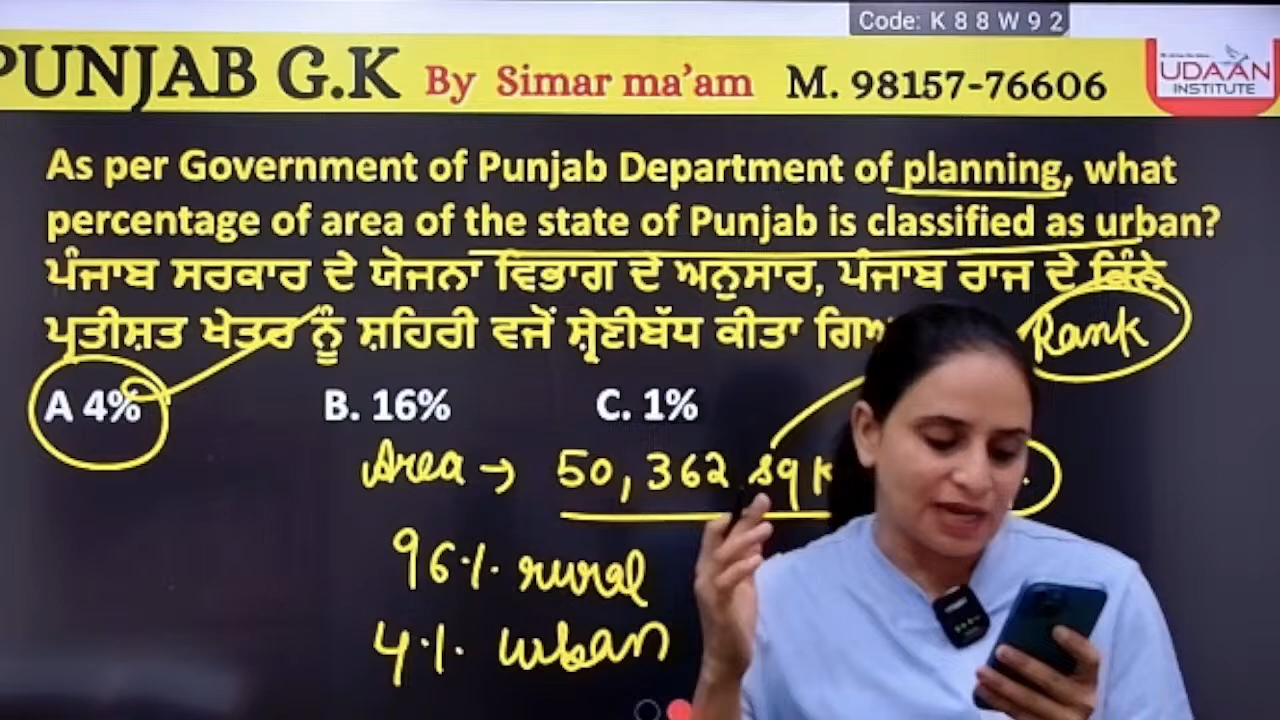 Code: K 8 8 W 9 2
PUNJAB G.K By Simar ma'am M. 98157-76606
UDAAN
INSTITUTE
As per Government of Punjab Department of planning, what
percentage of area of the state of Punjab is classified as urban?
ਪੰਜਾਬ ਸਰਕਾਰ ਦੇ ਯੋਜਨਾ ਵਿਭਾਗ ਦੇ ਅਨੁਸਾਰ, ਪੰਜਾਬ ਰਾਜ ਦੇ ਕਿੰਨੇ
ਪ੍ਰਤੀਸ਼ਤ ਖੇਤਰ ਨੂੰ ਸ਼ਹਿਰੀ ਵਜੋਂ ਸ਼੍ਰੇਣੀਬੱਧ ਕੀਤਾ
Rank
A 4% B. 16% C. 1%
Area → 50,362 sq
96% rural
4% urban